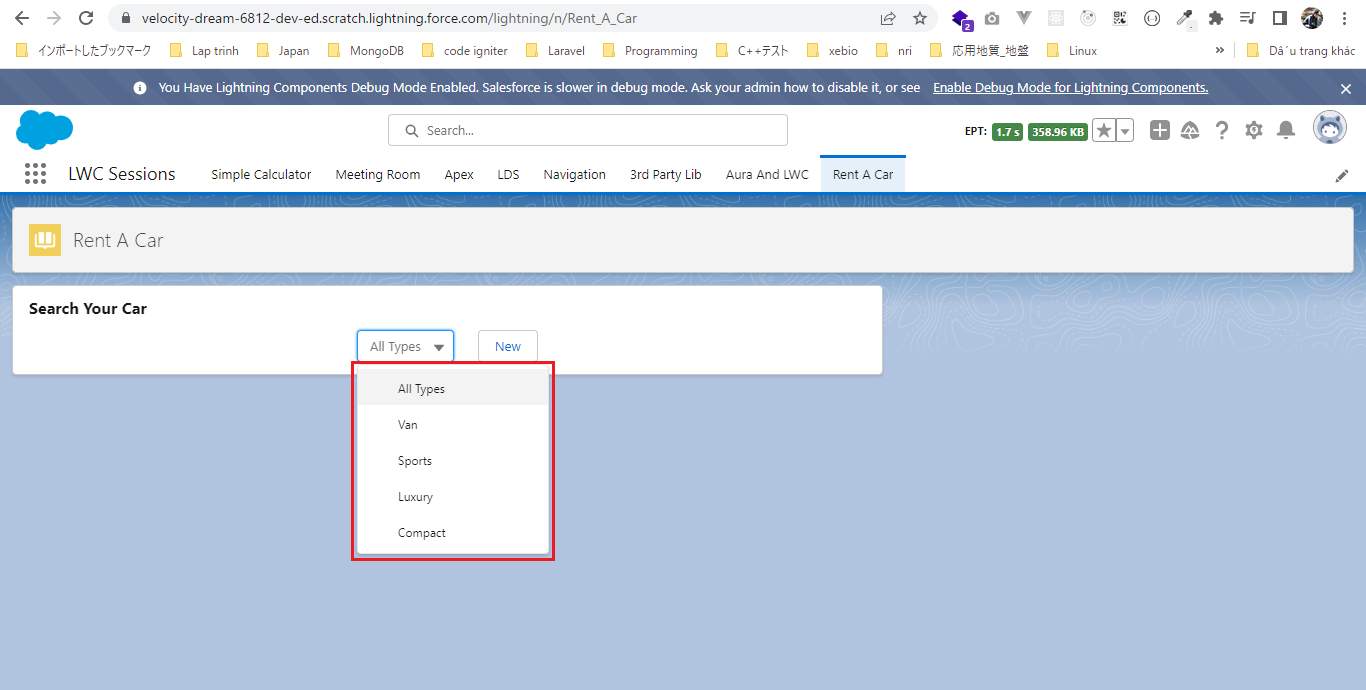 velocity-dream-6812-dev-ed.scratch.lightning.force.com/lightning/n/Rent_A_Car
2
インポートしたブックマーク Lap trinh Japan MongoDB code igniter Laravel Programming C++テスト xebio nri 応用地質_地盤 Linux » Dấu trang khác
You Have Lightning Components Debug Mode Enabled. Salesforce is slower in debug mode. Ask your admin how to disable it, or see Enable Debug Mode for Lightning Components.
Search... EPT: 1.7 s 358.96 KB
LWC Sessions Simple Calculator Meeting Room Apex LDS Navigation 3rd Party Lib Aura And LWC Rent A Car
Rent A Car
Search Your Car
All Types New
All Types
Van
Sports
Luxury
Compact